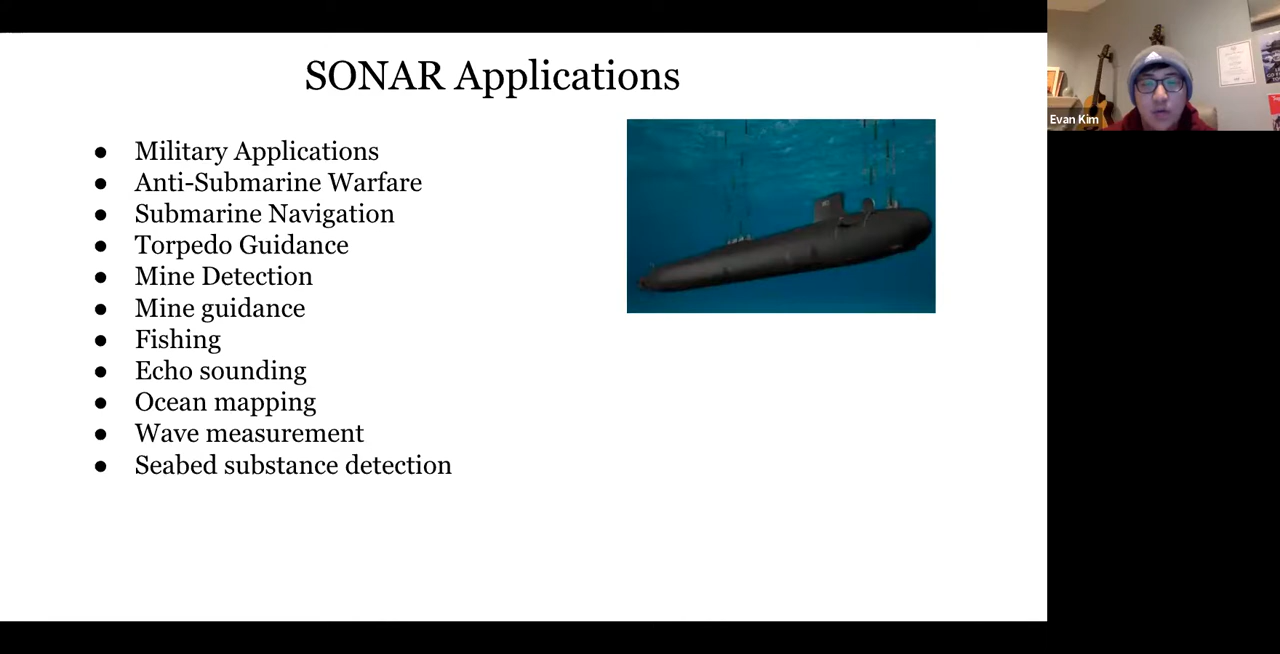 SONAR Applications
● Military Applications
● Anti-Submarine Warfare
● Submarine Navigation
● Torpedo Guidance
● Mine Detection
● Mine guidance
● Fishing
● Echo sounding
● Ocean mapping
● Wave measurement
● Seabed substance detection
Evan Kim